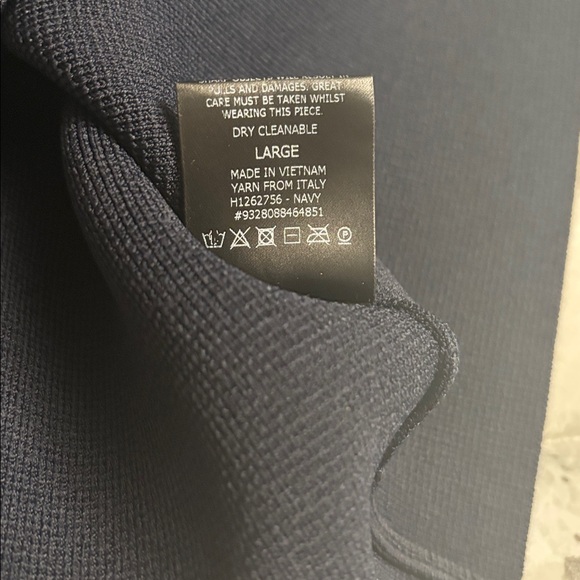 PULLS AND DAMAGES. GREAT
CARE MUST BE TAKEN WHILST
WEARING THIS PIECE.
DRY CLEANABLE
LARGE
MADE IN VIETNAM
YARN FROM ITALY
H1262756 - NAVY
#9328088464851
P